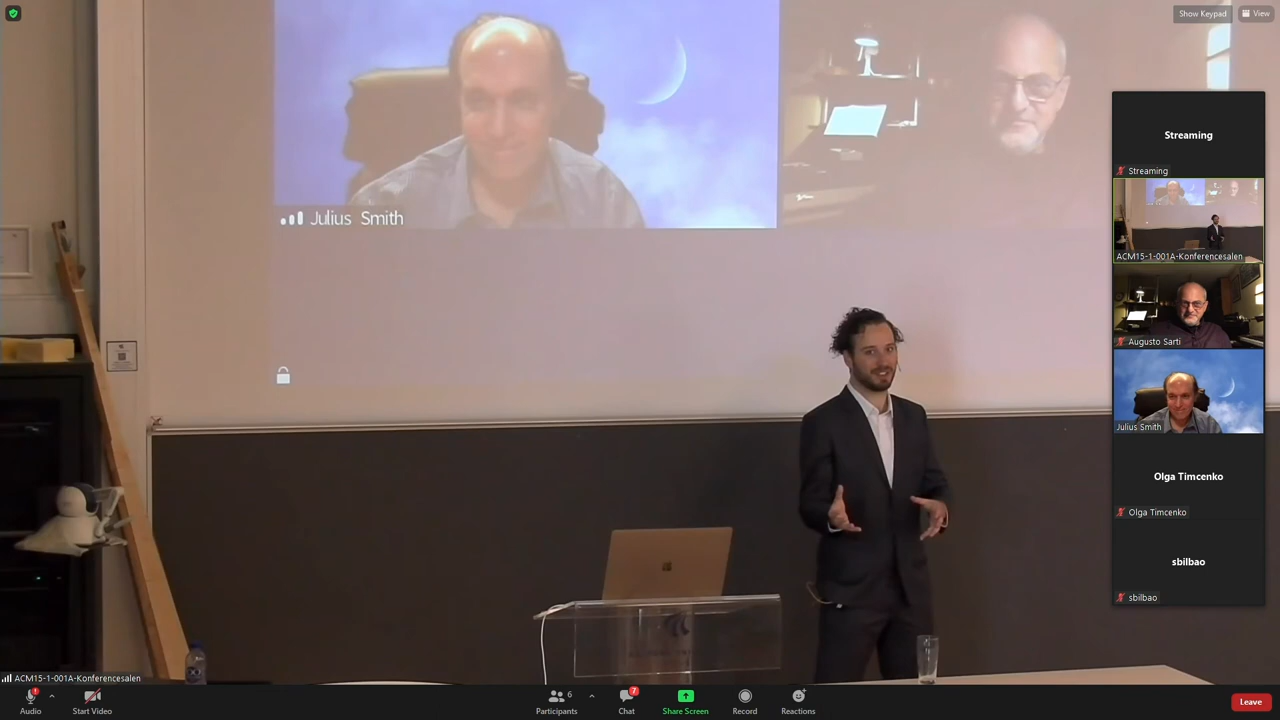 Show Keypad
View
Streaming
Streaming
ACM15-1-001A-Konferencesalen
Augusto Sarti
Julius Smith
Olga Timcenko
Olga Timcenko
sbilbao
sbilbao
Julius Smith
ACM15-1-001A-Konferencesalen
Audio
Start Video
Participants
6
Chat
7
Share Screen
Record
Reactions
Leave